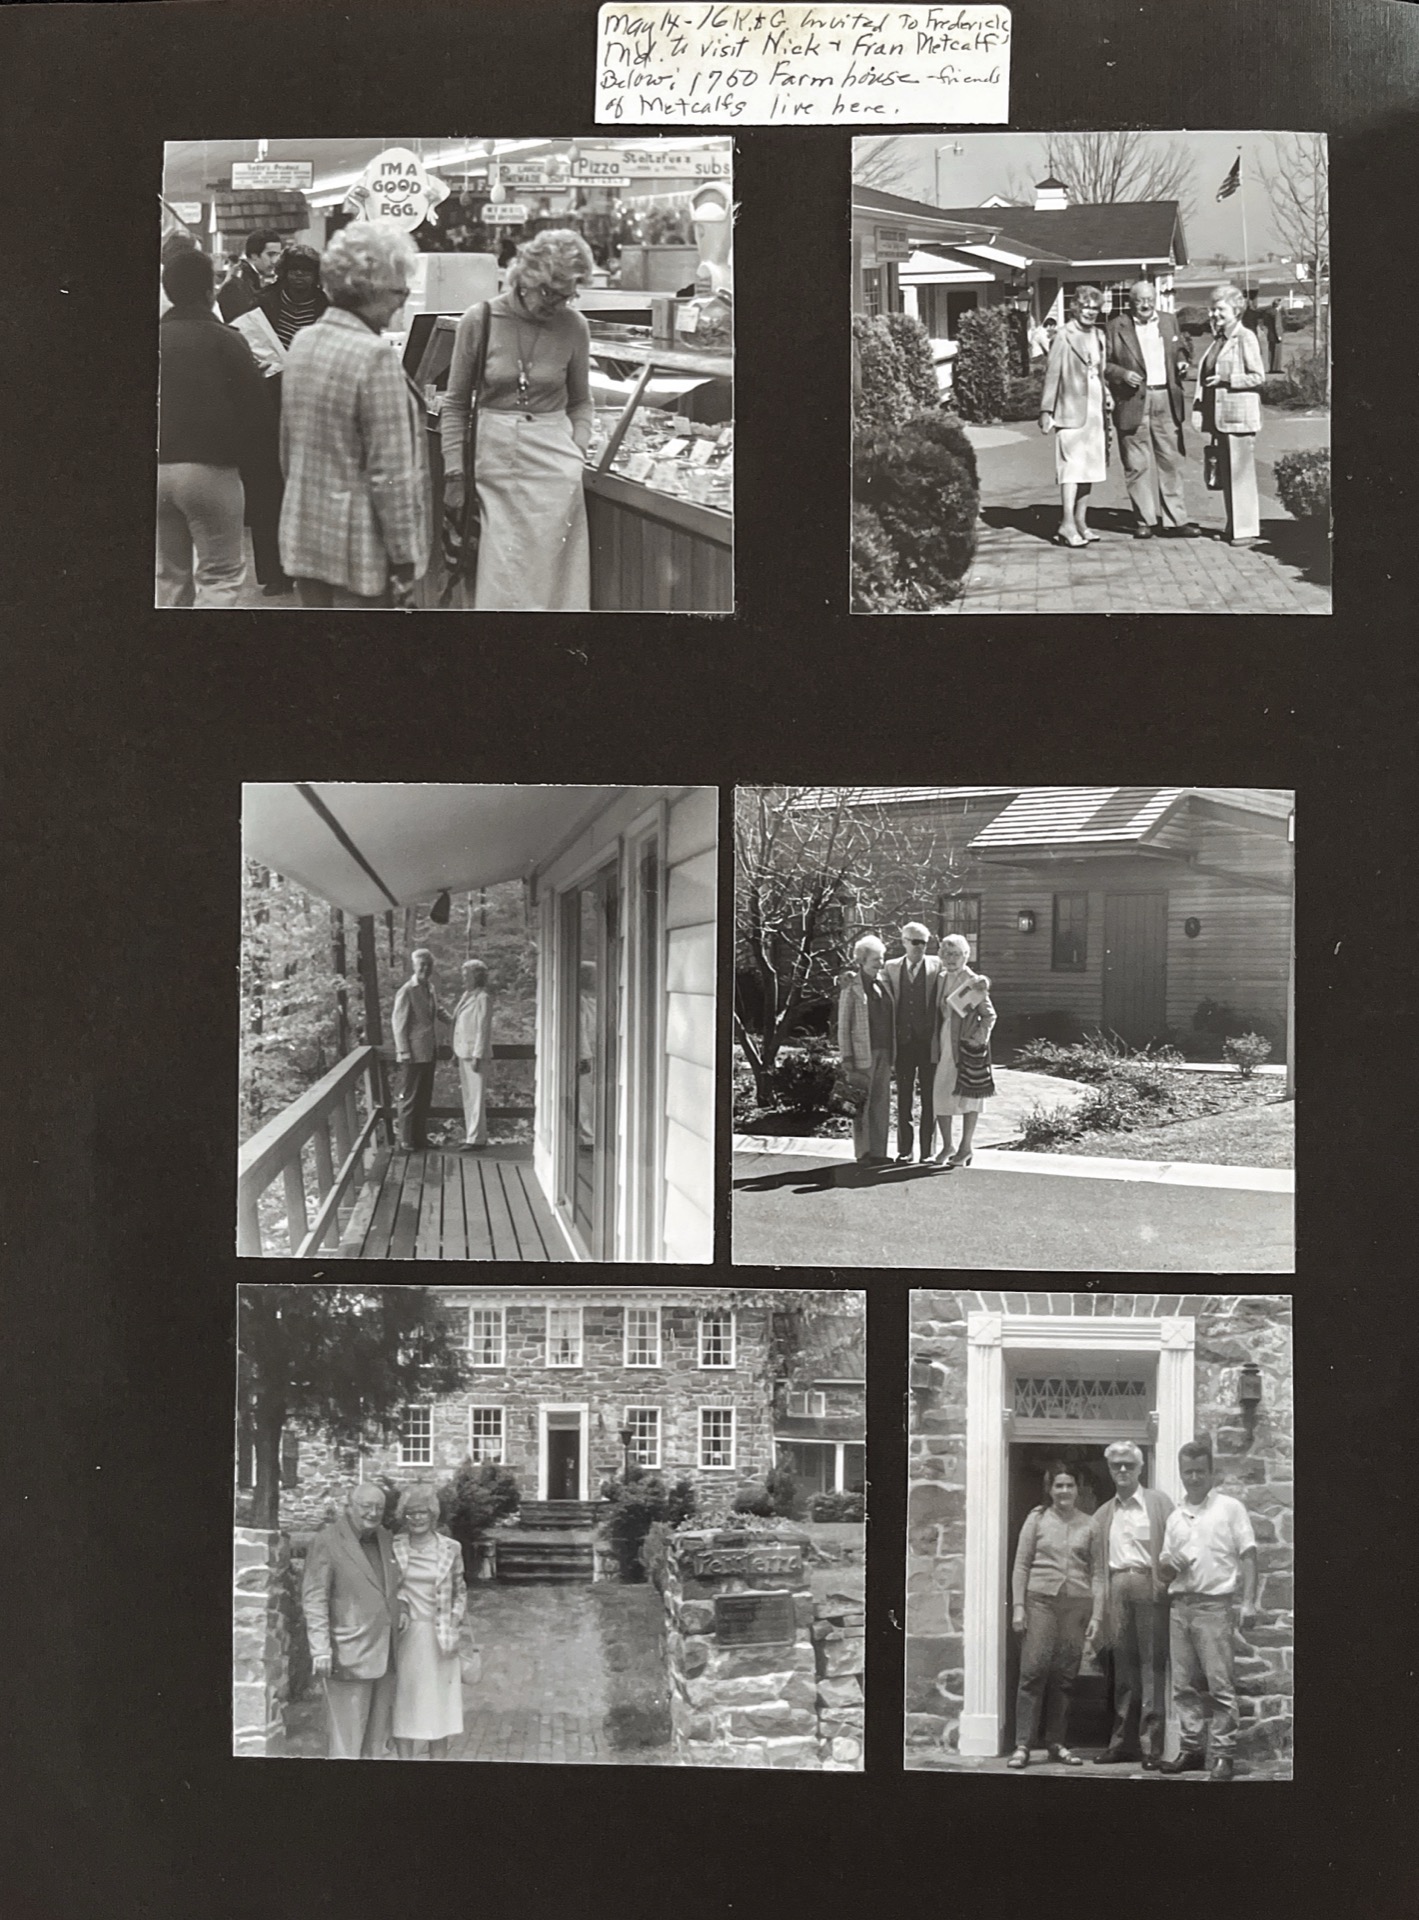 May 14-16 K. & G. Invited To Frederick,
Md. to visit Nick & Fran Metcalf.
Below: 1760 Farm house - friends
of Metcalfs live here.
I'M A
GOOD
EGG.
Pizza
Stoltzfus's
subs